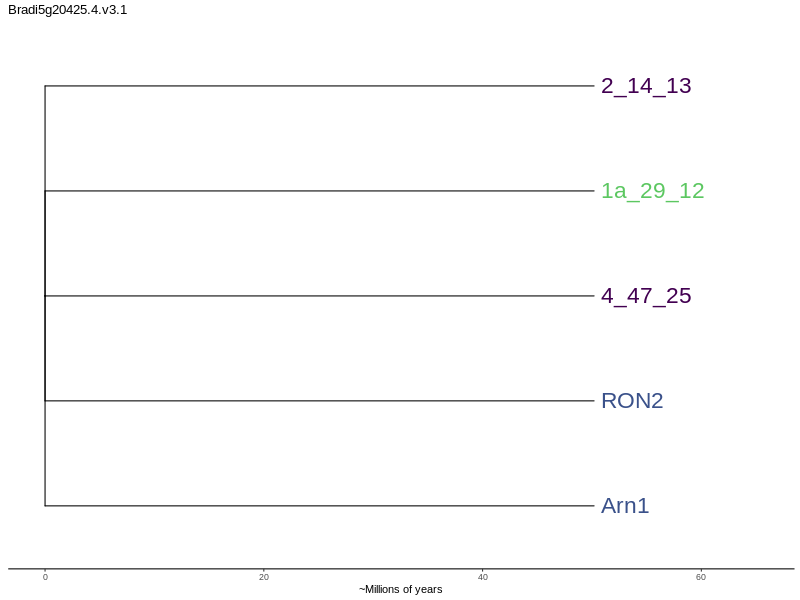 Bradi5g20425.4.v3.1
2_14_13
1a_29_12
4_47_25
RON2
Arn1
0 20 40 60
~Millions of years